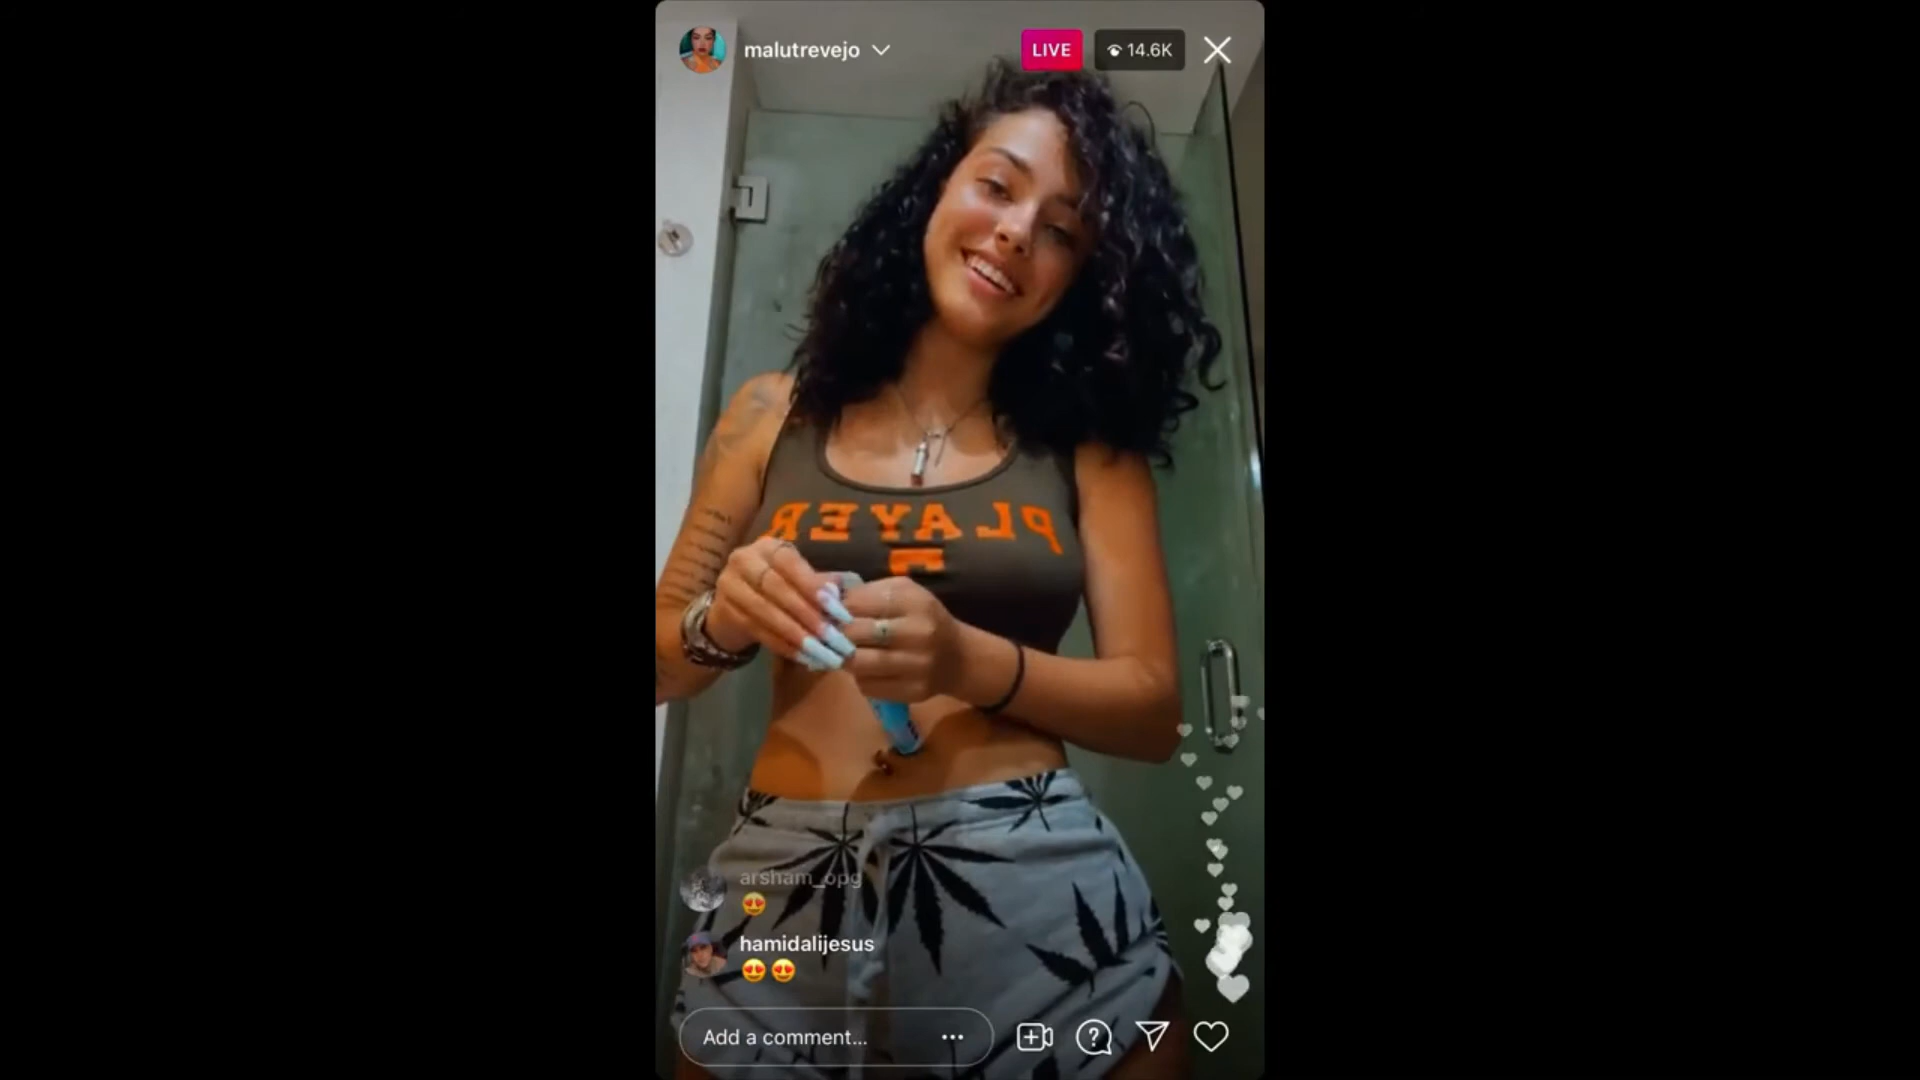 malutrevejo
LIVE
14.6K
PLAYER
arsham_opg
😍
hamidalijesus
😍😍
Add a comment...